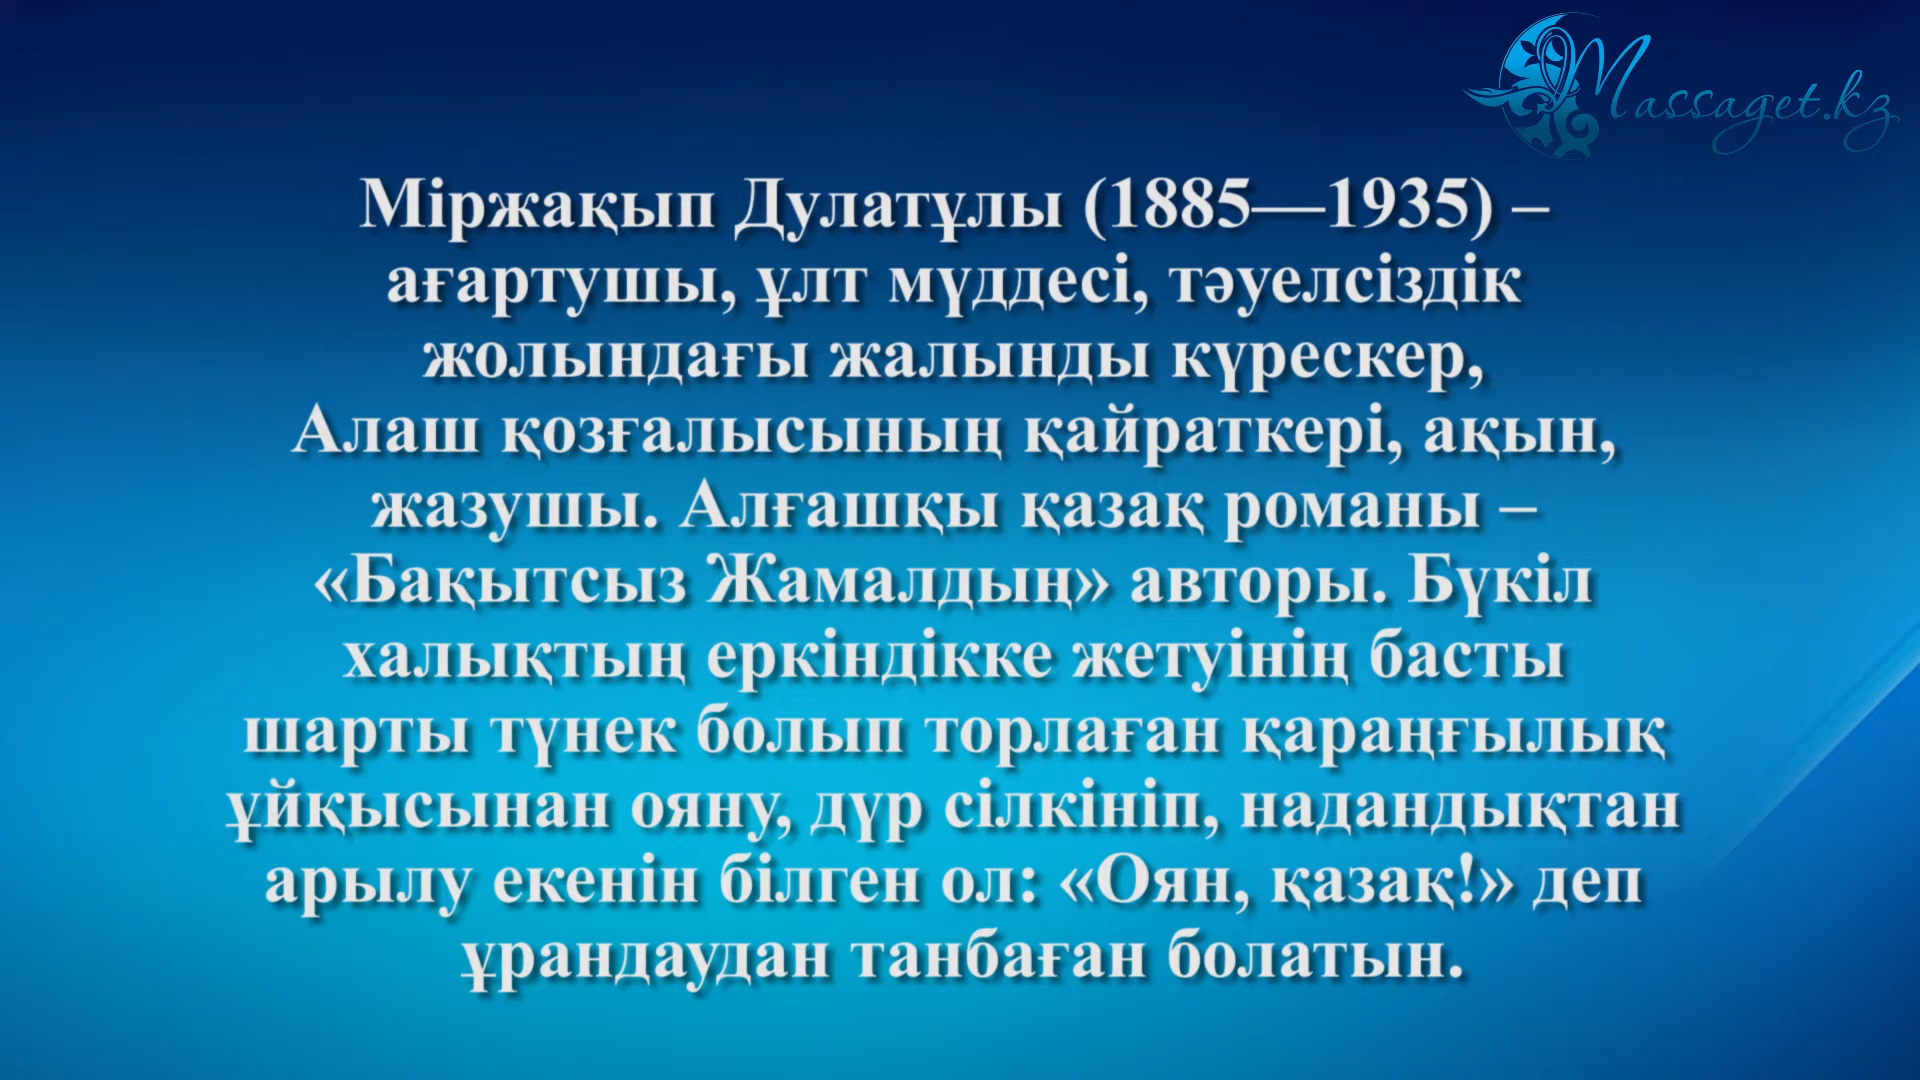 Massaget.kz
Міржақып Дулатұлы (1885—1935) –
ағартушы, ұлт мүддесі, тәуелсіздік
жолындағы жалынды күрескер,
Алаш қозғалысының қайраткері, ақын,
жазушы. Алғашқы қазақ романы –
«Бақытсыз Жамалдың» авторы. Бүкіл
халықтың еркіндікке жетуінің басты
шарты түнек болып торлаған қараңғылық
ұйқысынан ояну, дүр сілкініп, надандықтан
арылу екенін білген ол: «Оян, қазақ!» деп
ұрандаудан танбаған болатын.